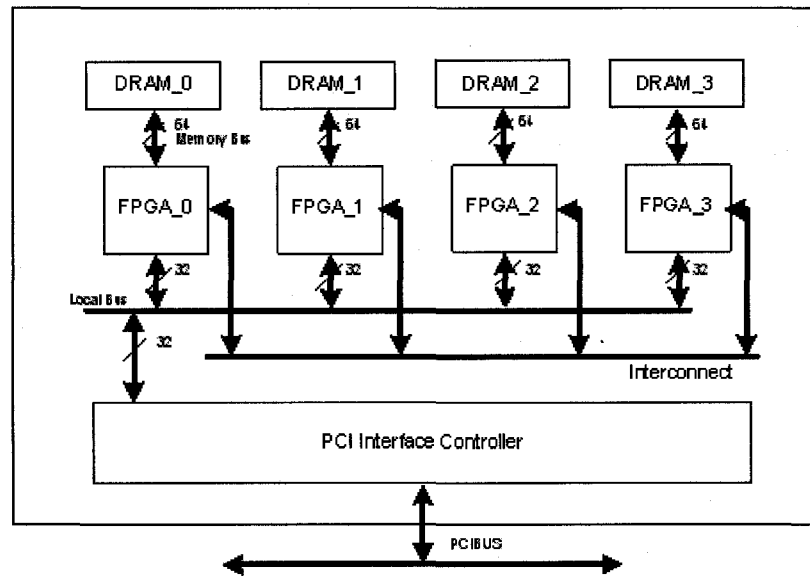 DRAM_0 DRAM_1 DRAM_2 DRAM_3
64 64 64 64
Memory Bus
FPGA_0 FPGA_1 FPGA_2 FPGA_3
32 32 32 32
Local Bus
32
Interconnect
PCI Interface Controller
PCIBUS